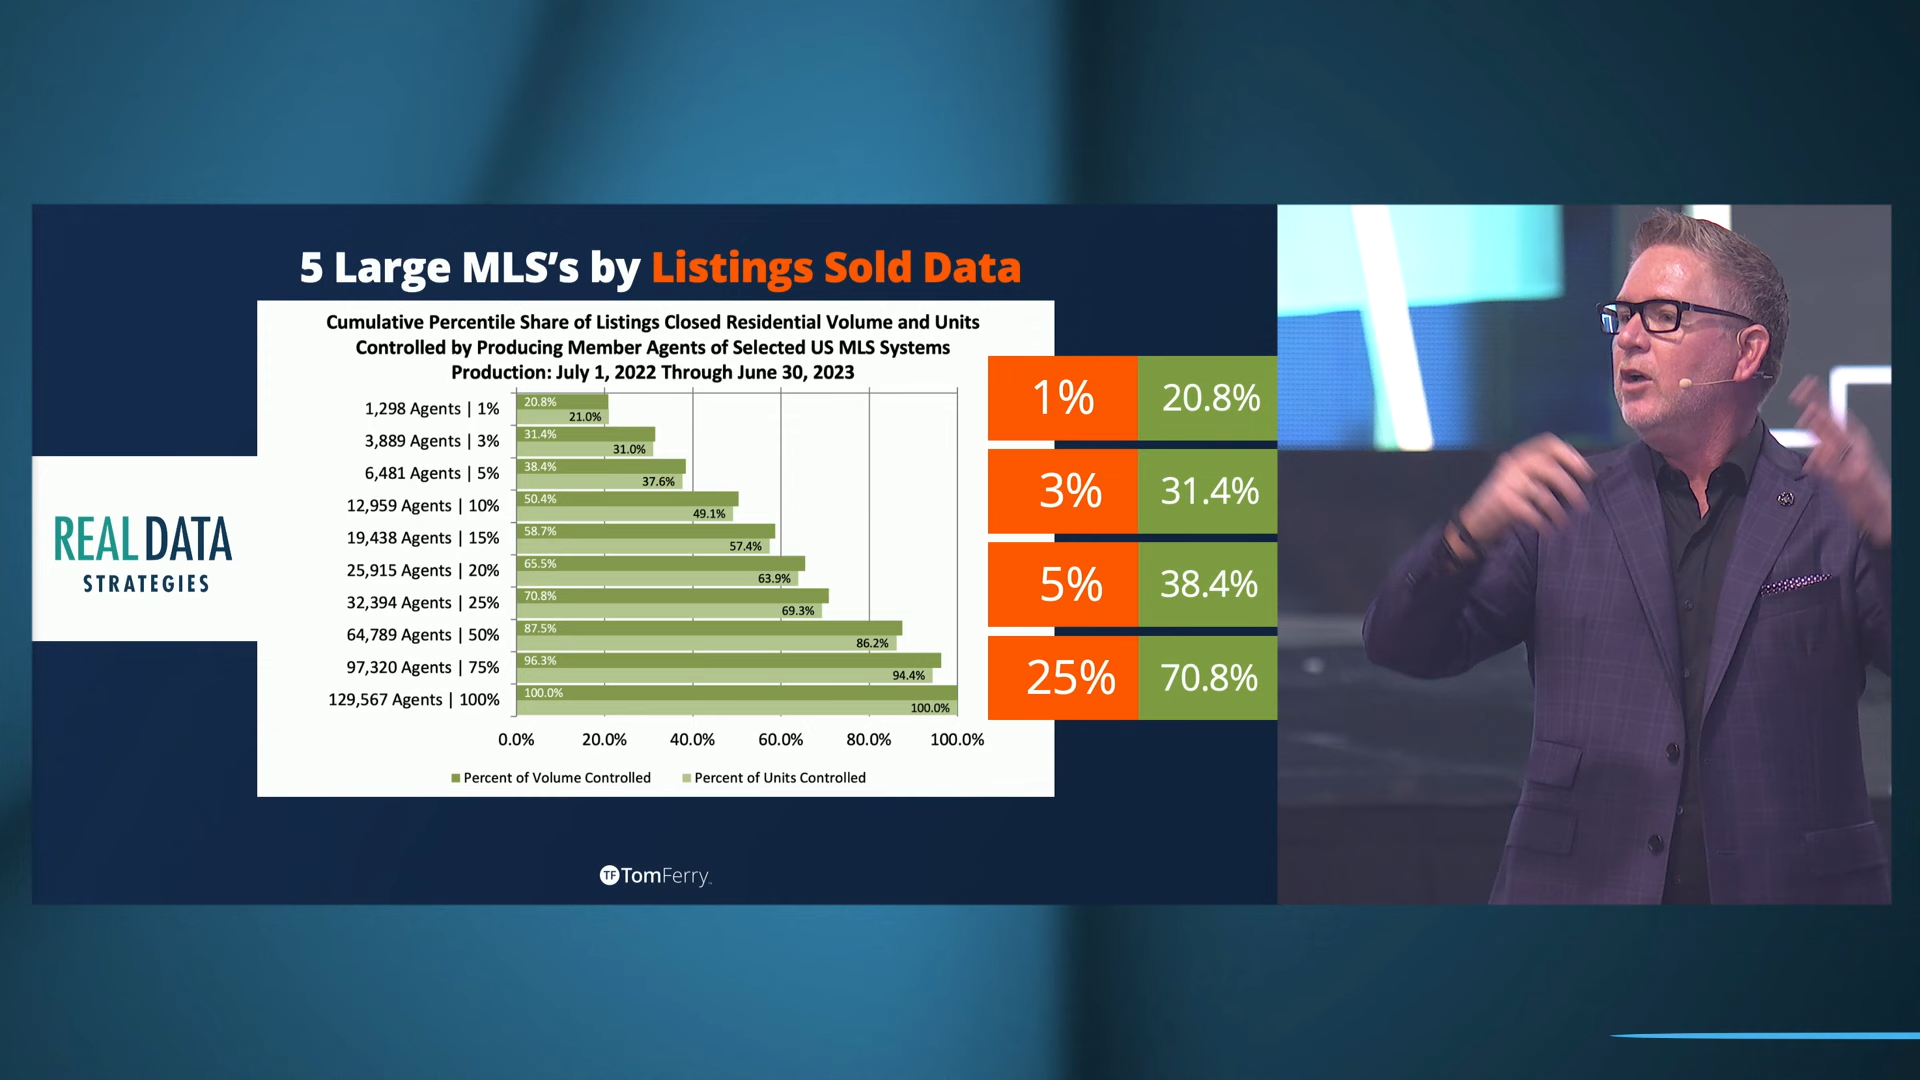 5 Large MLS's by Listings Sold Data
Cumulative Percentile Share of Listings Closed Residential Volume and Units
Controlled by Producing Member Agents of Selected US MLS Systems
Production: July 1, 2022 Through June 30, 2023
1,298 Agents | 1%
20.8%
21.0%
3,889 Agents | 3%
31.4%
31.0%
6,481 Agents | 5%
38.4%
37.6%
12,959 Agents | 10%
50.4%
49.1%
19,438 Agents | 15%
58.7%
57.4%
25,915 Agents | 20%
65.5%
63.9%
32,394 Agents | 25%
70.8%
69.3%
64,789 Agents | 50%
87.5%
86.2%
97,320 Agents | 75%
96.3%
94.4%
129,567 Agents | 100%
100.0%
100.0%
0.0% 20.0% 40.0% 60.0% 80.0% 100.0%
Percent of Volume Controlled Percent of Units Controlled
REAL DATA
STRATEGIES
1% 20.8%
3% 31.4%
5% 38.4%
25% 70.8%
TF TomFerry